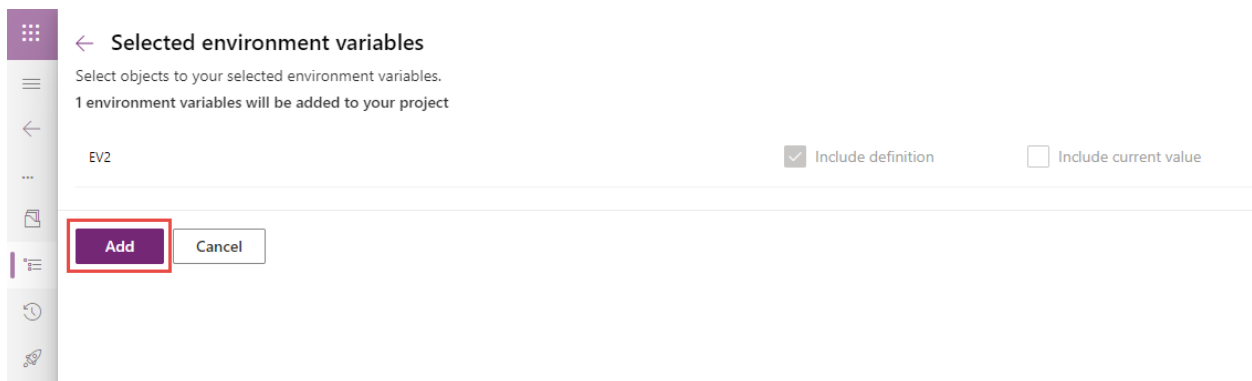 Selected environment variables
Select objects to your selected environment variables.
1 environment variables will be added to your project
EV2 Include definition Include current value
Add Cancel